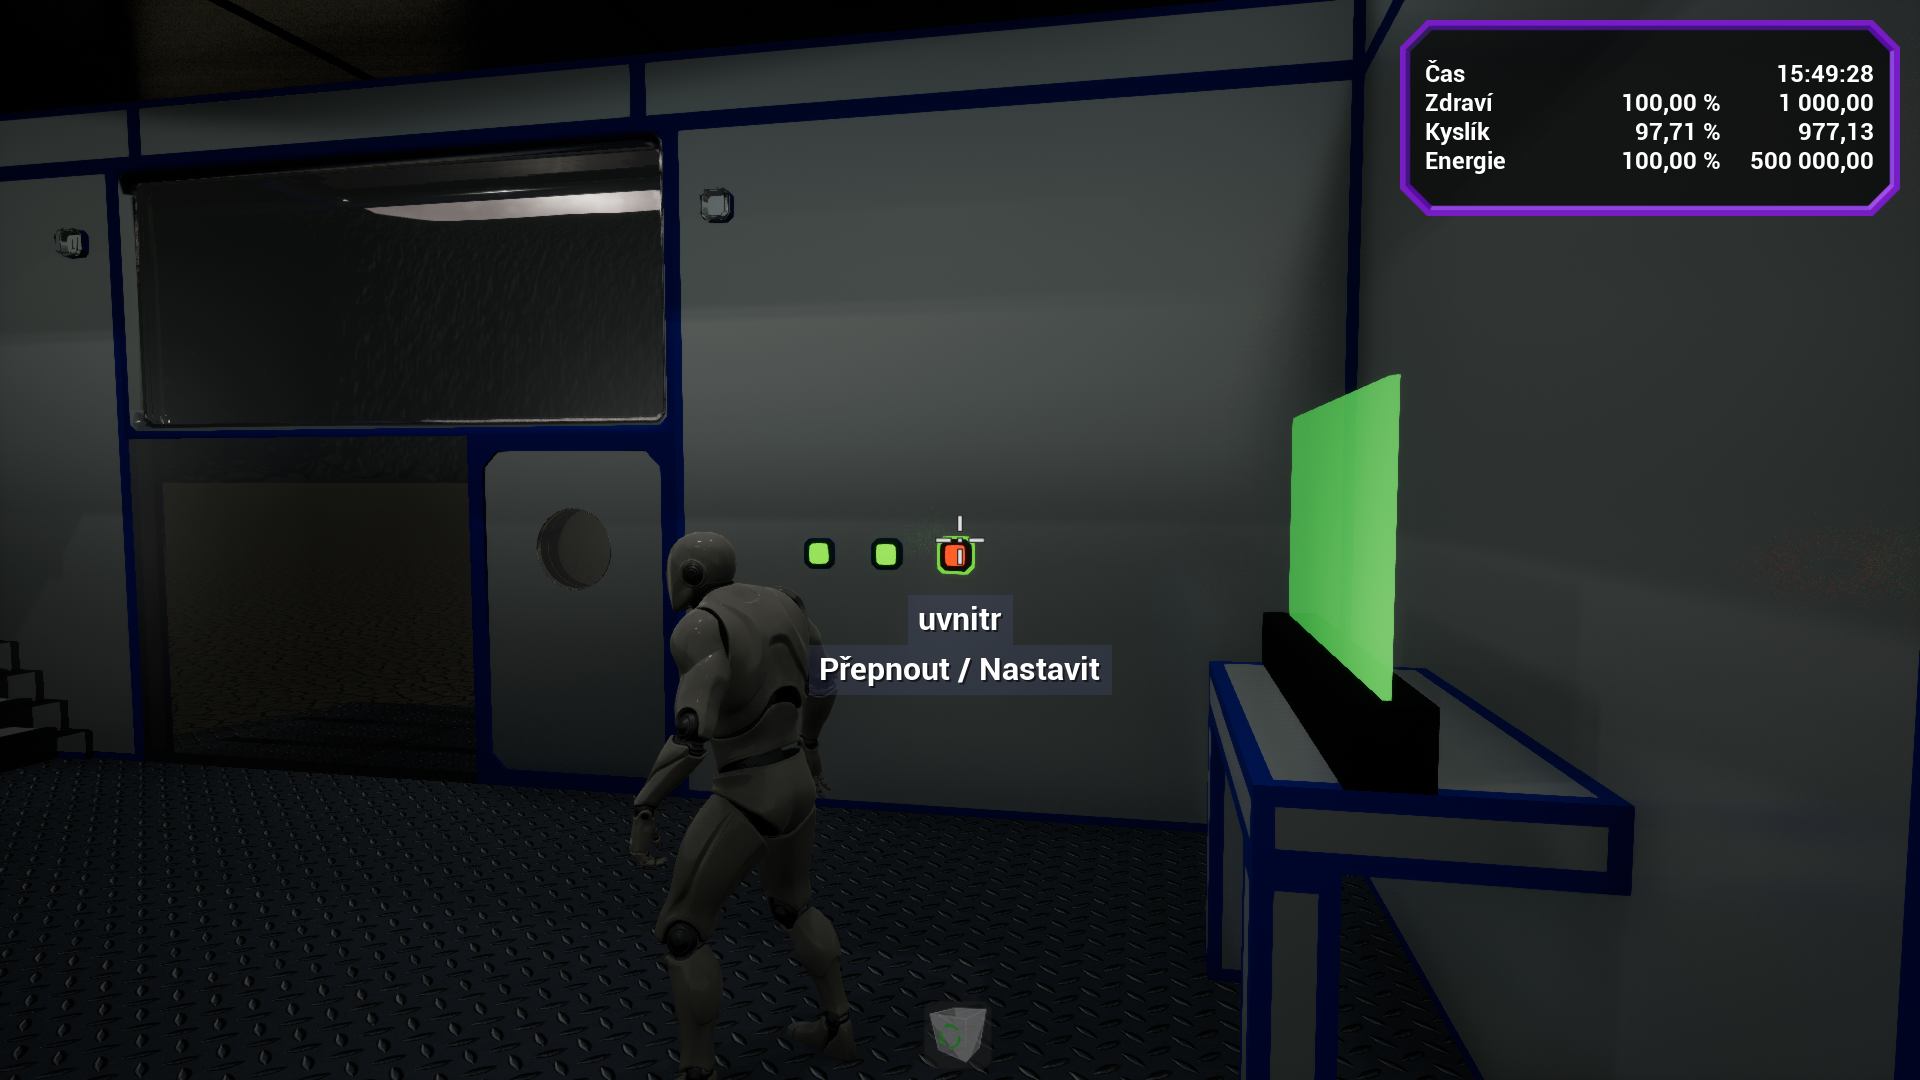 Čas 15:49:28
Zdraví 100,00 % 1 000,00
Kyslík 97,71 % 977,13
Energie 100,00 % 500 000,00
uvnitr
Přepnout / Nastavit